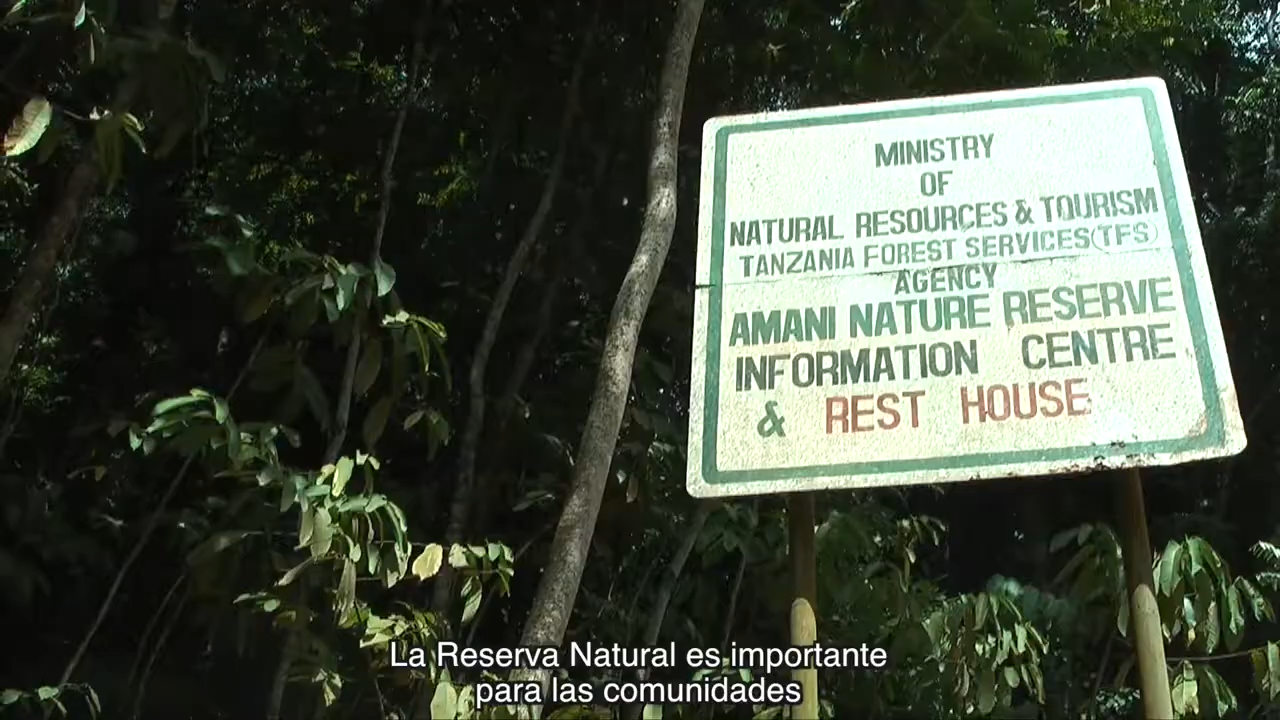 MINISTRY
OF
NATURAL RESOURCES & TOURISM
TANZANIA FOREST SERVICES(TFS)
AGENCY
AMANI NATURE RESERVE
INFORMATION CENTRE
& REST HOUSE
La Reserva Natural es importante
para las comunidades